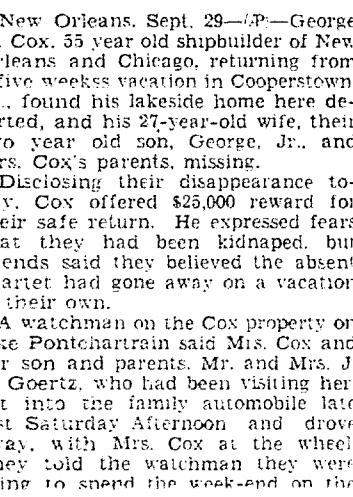 New Orleans, Sept. 29—(P)—George
. Cox, 55 year old shipbuilder of New
rleans and Chicago, returning from
five weekss vacation in Cooperstown
., found his lakeside home here de-
rted, and his 27-year-old wife, their
o year old son, George, Jr., and
rs. Cox's parents, missing.
Disclosing their disappearance to-
y, Cox offered $25,000 reward for
eir safe return. He expressed fears
at they had been kidnaped, but
ends said they believed the absent
artet had gone away on a vacation
their own.
A watchman on the Cox property on
ke Pontchartrain said Mrs. Cox and
r son and parents, Mr. and Mrs. J
Goertz, who had been visiting her
t into the family automobile late
st Saturday Afternoon and drove
ay, with Mrs. Cox at the wheel
hey told the watchman they were
ing to spend the week-end on the